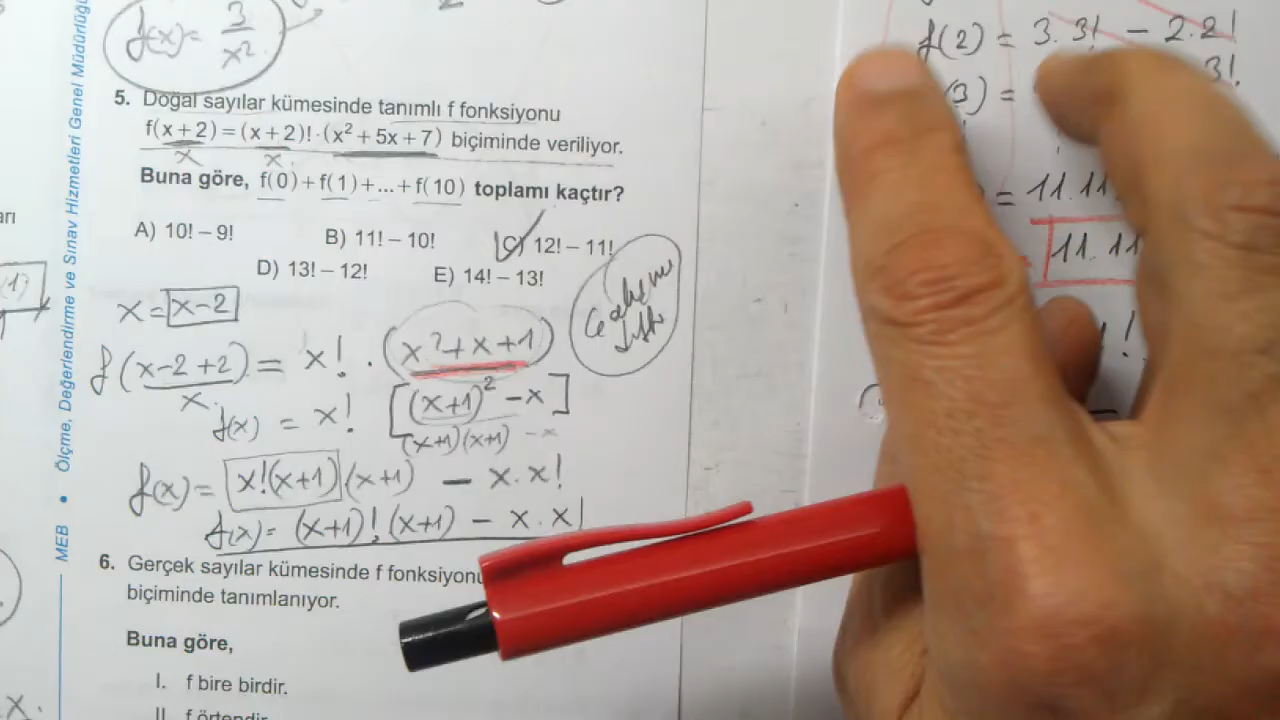 f(x) = 3/x²
5. Doğal sayılar kümesinde tanımlı f fonksiyonu
f(x+2) = (x+2)! · (x² + 5x + 7) biçiminde veriliyor.
x x
Buna göre, f(0) + f(1) + ... + f(10) toplamı kaçtır?
A) 10! – 9! B) 11! – 10! C) 12! – 11!
D) 13! – 12! E) 14! – 13!
x = x-2
f(x-2+2) = x! · (x²+x+1)
x
f(x) = x! [(x+1)² - x]
(x+1)(x+1) - x
f(x) = x!(x+1)(x+1) - x.x!
f(x) = (x+1)!(x+1) - x.x!
6. Gerçek sayılar kümesinde f fonksiyonu
biçiminde tanımlanıyor.
Buna göre,
I. f bire birdir.
II. f örtendir.
MEB • Ölçme, Değerlendirme ve Sınav Hizmetleri Genel Müdürlüğü
f(2) = 3.3! - 2.2!
(3) = 3!
= 11.11
11.11